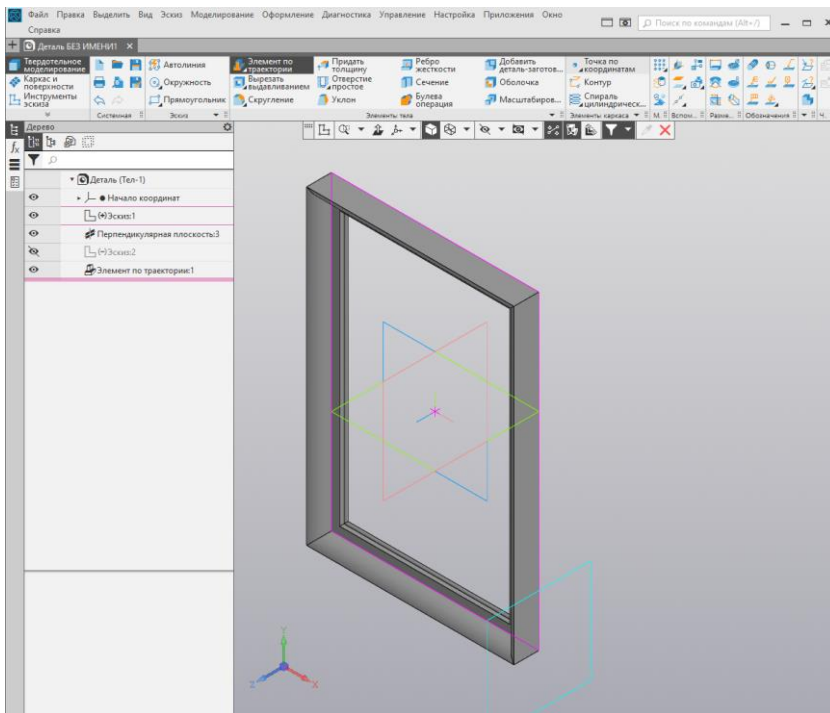 Файл Правка Выделить Вид Эскиз Моделирование Оформление Диагностика Управление Настройка Приложения Окно
Справка
Поиск по командам (Alt+/)
Деталь БЕЗ ИМЕНИ1
Твердотельное моделирование
Каркас и поверхности
Инструменты эскиза
Системная
Автолиния
Окружность
Прямоугольник
Эскиз
Элемент по траектории
Вырезать выдавливанием
Скругление
Придать толщину
Отверстие простое
Уклон
Ребро жесткости
Сечение
Булева операция
Добавить деталь-заготов...
Оболочка
Масштабиров...
Элементы тела
Точка по координатам
Контур
Спираль цилиндрическ...
Элементы каркаса
М.
Вспом...
Разме...
Обозначения
Ч.
Дерево
fx
Деталь (Тел-1)
Начало координат
(+)Эскиз:1
Перпендикулярная плоскость:3
(-)Эскиз:2
Элемент по траектории:1
Y
Z
X